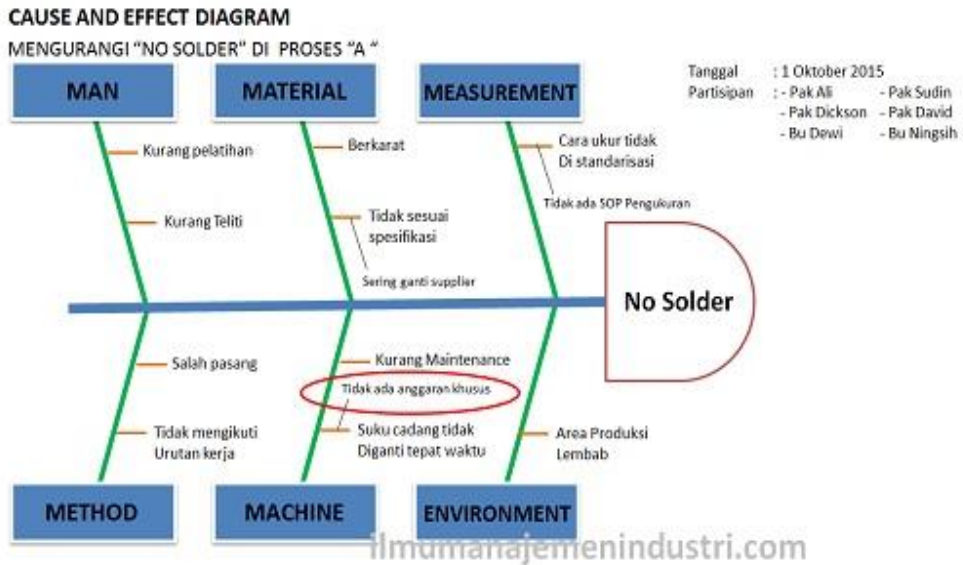 CAUSE AND EFFECT DIAGRAM
MENGURANGI “NO SOLDER” DI PROSES “A “
Tanggal : 1 Oktober 2015
Partisipan : - Pak Ali - Pak Sudin
- Pak Dickson - Pak David
- Bu Dewi - Bu Ningsih
MAN
MATERIAL
MEASUREMENT
Kurang pelatihan
Kurang Teliti
Berkarat
Tidak sesuai
spesifikasi
Sering ganti supplier
Cara ukur tidak
Di standarisasi
Tidak ada SOP Pengukuran
No Solder
Salah pasang
Tidak mengikuti
Urutan kerja
Kurang Maintenance
Tidak ada anggaran khusus
Suku cadang tidak
Diganti tepat waktu
Area Produksi
Lembab
METHOD
MACHINE
ENVIRONMENT
ilmumanajemenindustri.com